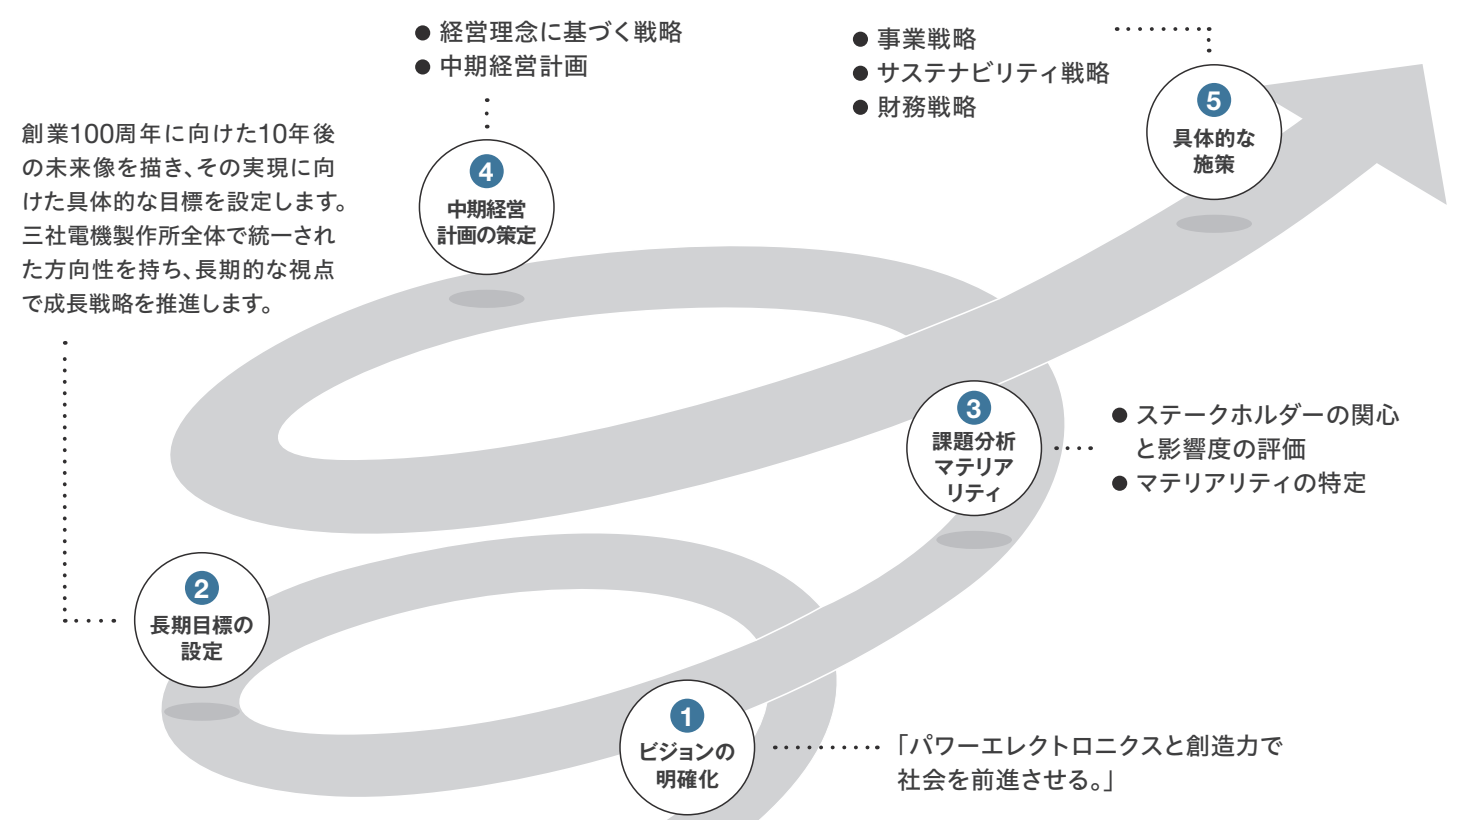 ● 経営理念に基づく戦略
● 中期経営計画
● 事業戦略
● サステナビリティ戦略
● 財務戦略
5
具体的な
施策
創業100周年に向けた10年後
の未来像を描き、その実現に向
けた具体的な目標を設定します。
三社電機製作所全体で統一され
た方向性を持ち、長期的な視点
で成長戦略を推進します。
4
中期経営
計画の策定
3
課題分析
マテリア
リティ
● ステークホルダーの関心
と影響度の評価
● マテリアリティの特定
2
長期目標の
設定
1
ビジョンの
明確化
「パワーエレクトロニクスと創造力で
社会を前進させる。」